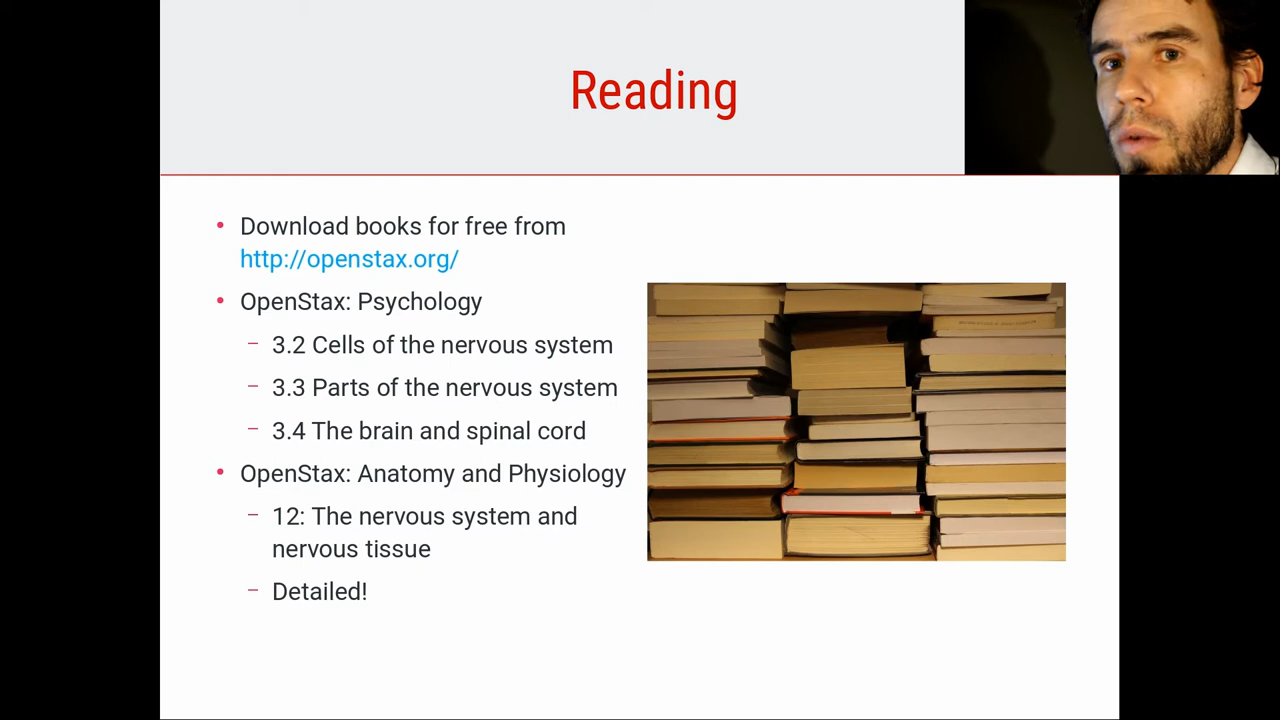 Reading
• Download books for free from
http://openstax.org/
• OpenStax: Psychology
– 3.2 Cells of the nervous system
– 3.3 Parts of the nervous system
– 3.4 The brain and spinal cord
• OpenStax: Anatomy and Physiology
– 12: The nervous system and
nervous tissue
– Detailed!